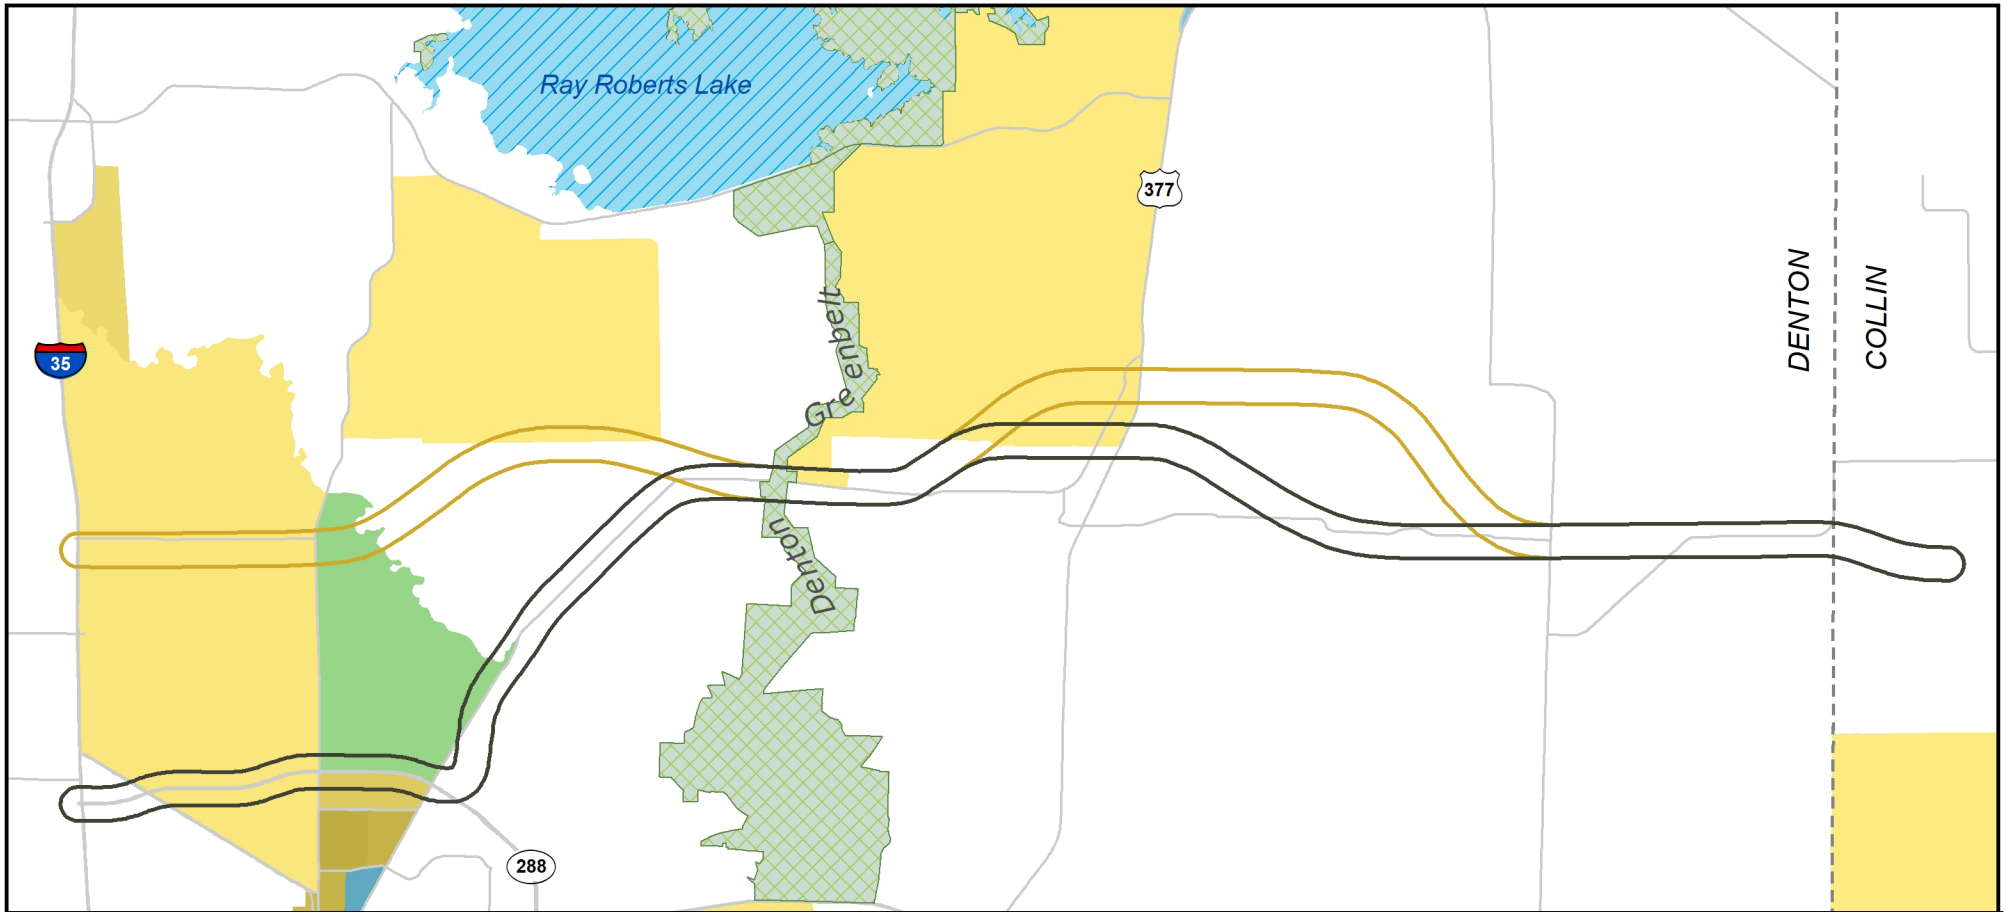 Ray Roberts Lake
377
35
DENTON
COLLIN
Denton Greenbelt
288